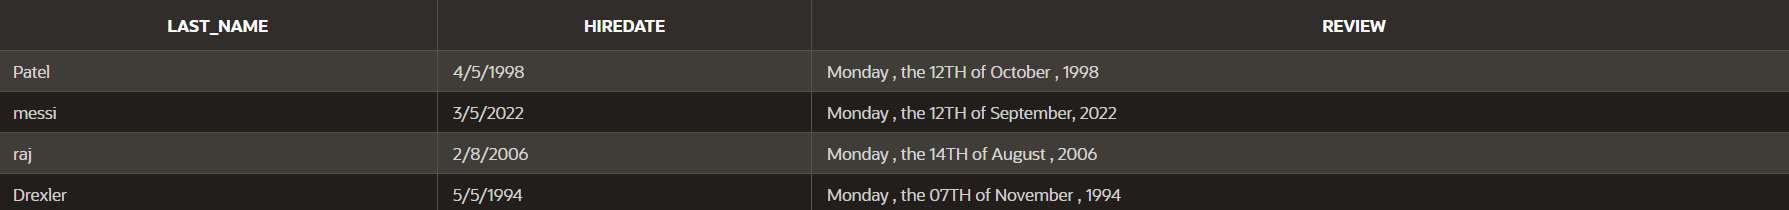 LAST_NAME HIREDATE REVIEW
Patel 4/5/1998 Monday , the 12TH of October , 1998
messi 3/5/2022 Monday , the 12TH of September, 2022
raj 2/8/2006 Monday , the 14TH of August , 2006
Drexler 5/5/1994 Monday , the 07TH of November , 1994